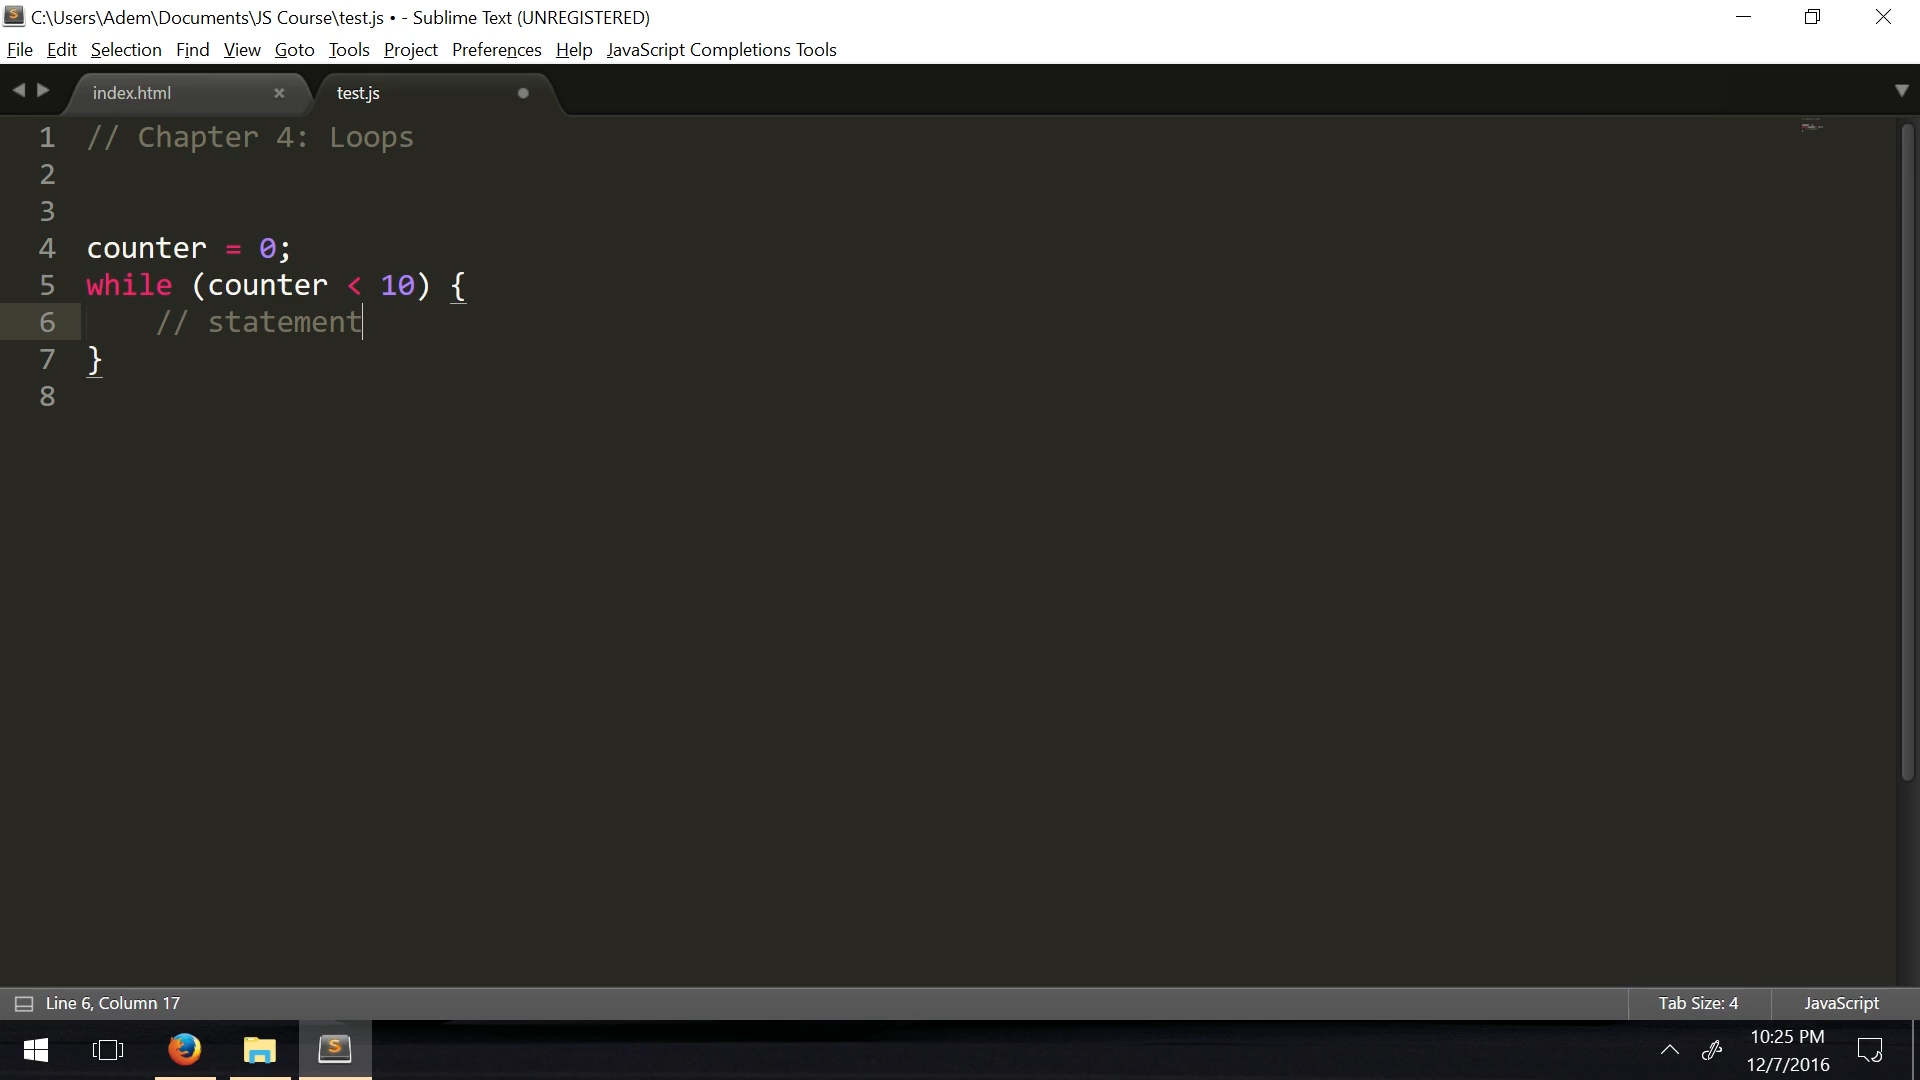 C:\Users\Adem\Documents\JS Course\test.js • - Sublime Text (UNREGISTERED)
File Edit Selection Find View Goto Tools Project Preferences Help JavaScript Completions Tools
index.html × test.js
1 // Chapter 4: Loops
2
3
4 counter = 0;
5 while (counter < 10) {
6 // statement
7 }
8
Line 6, Column 17 Tab Size: 4 JavaScript
10:25 PM
12/7/2016